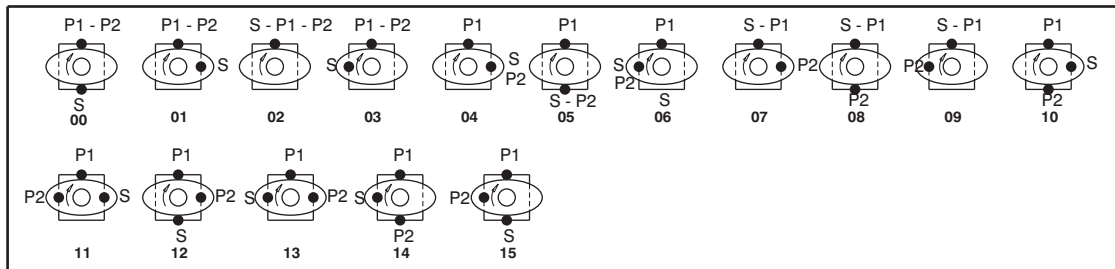 P1 - P2 P1 - P2 S - P1 - P2 P1 - P2 P1 P1 P1 S - P1 S - P1 S - P1 P1
S S S S P2 P2 S
P2 P2
S S - P2 S P2 P2
00 01 02 03 04 05 06 07 08 09 10
P1 P1 P1 P1 P1
P2 S P2 S P2 S P2
S P2 S
11 12 13 14 15